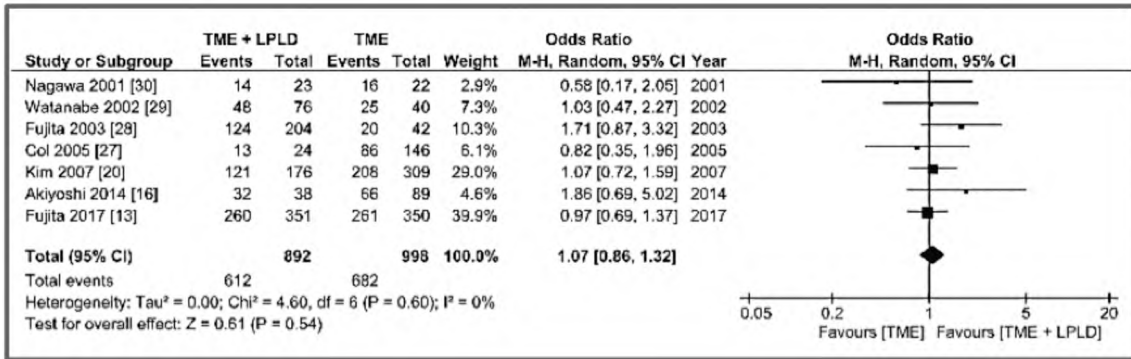 TME + LPLD TME Odds Ratio Odds Ratio
Study or Subgroup Events Total Events Total Weight M-H, Random, 95% CI Year M-H, Random, 95% CI
Nagawa 2001 [30] 14 23 16 22 2.9% 0.58 [0.17, 2.05] 2001
Watanabe 2002 [29] 48 76 25 40 7.3% 1.03 [0.47, 2.27] 2002
Fujita 2003 [28] 124 204 20 42 10.3% 1.71 [0.87, 3.32] 2003
Col 2005 [27] 13 24 86 146 6.1% 0.82 [0.35, 1.96] 2005
Kim 2007 [20] 121 176 208 309 29.0% 1.07 [0.72, 1.59] 2007
Akiyoshi 2014 [16] 32 38 66 89 4.6% 1.86 [0.69, 5.02] 2014
Fujita 2017 [13] 260 351 261 350 39.9% 0.97 [0.69, 1.37] 2017
Total (95% CI) 892 998 100.0% 1.07 [0.86, 1.32]
Total events 612 682
Heterogeneity: Tau² = 0.00; Chi² = 4.60, df = 6 (P = 0.60); I² = 0%
Test for overall effect: Z = 0.61 (P = 0.54)
0.05 0.2 1 5 20
Favours [TME] Favours [TME + LPLD]